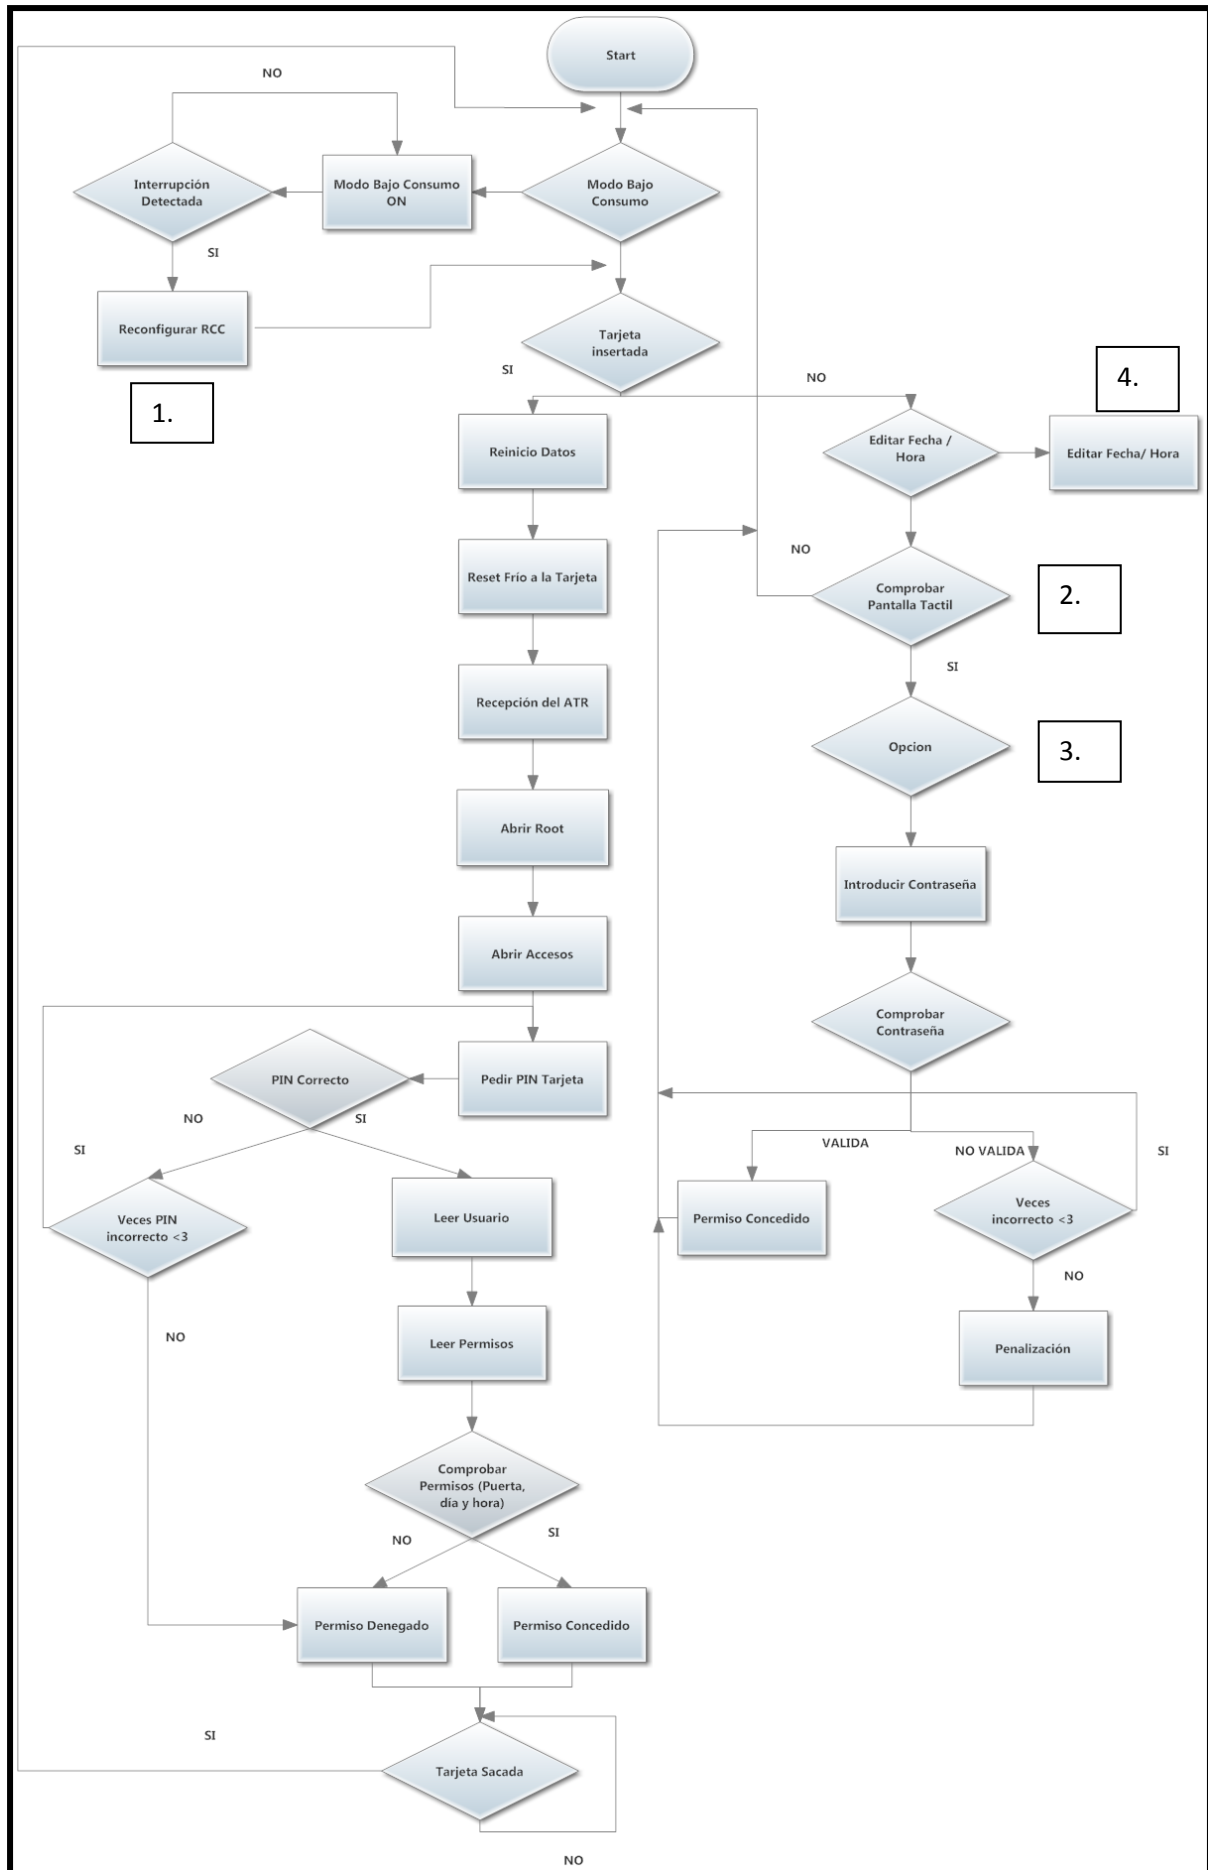 Start
NO
Interrupción
Detectada
Modo Bajo Consumo
ON
Modo Bajo
Consumo
SI
Reconfigurar RCC
Tarjeta
insertada
SI
NO
4.
1.
Reinicio Datos
Editar Fecha /
Hora
Editar Fecha/ Hora
NO
Reset Frío a la Tarjeta
Comprobar
Pantalla Tactil
2.
SI
Recepción del ATR
Opcion
3.
Abrir Root
Introducir Contraseña
Abrir Accesos
Comprobar
Contraseña
PIN Correcto
Pedir PIN Tarjeta
NO
SI
SI
VALIDA
NO VALIDA
SI
Veces PIN
incorrecto <3
Leer Usuario
Permiso Concedido
Veces
incorrecto <3
NO
NO
Leer Permisos
Penalización
Comprobar
Permisos (Puerta,
día y hora)
NO
SI
Permiso Denegado
Permiso Concedido
SI
Tarjeta Sacada
NO